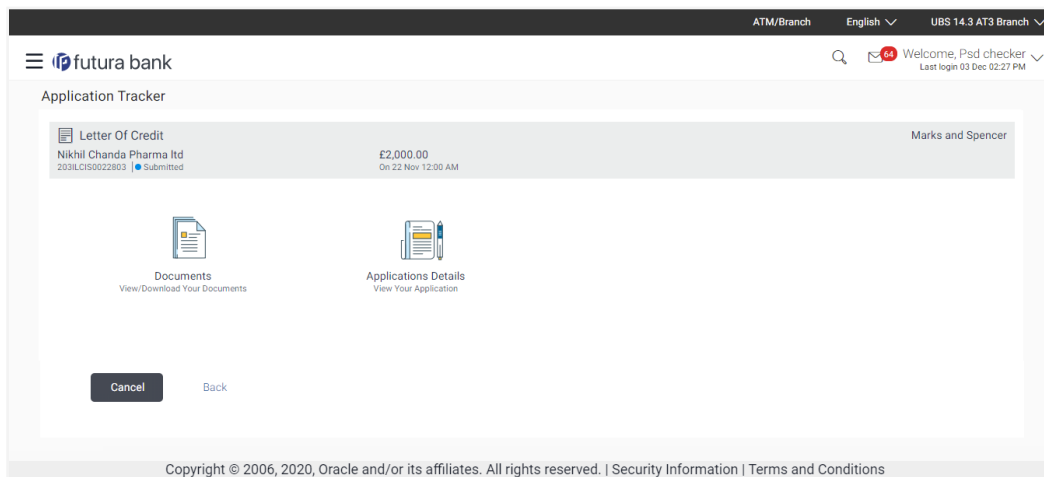 ATM/Branch English UBS 14.3 AT3 Branch
futura bank
64
Welcome, Psd checker
Last login 03 Dec 02:27 PM
Application Tracker
Letter Of Credit
Marks and Spencer
Nikhil Chanda Pharma ltd
£2,000.00
203ILCIS0022803 | Submitted
On 22 Nov 12:00 AM
Documents
View/Download Your Documents
Applications Details
View Your Application
Cancel
Back
Copyright © 2006, 2020, Oracle and/or its affiliates. All rights reserved. | Security Information | Terms and Conditions